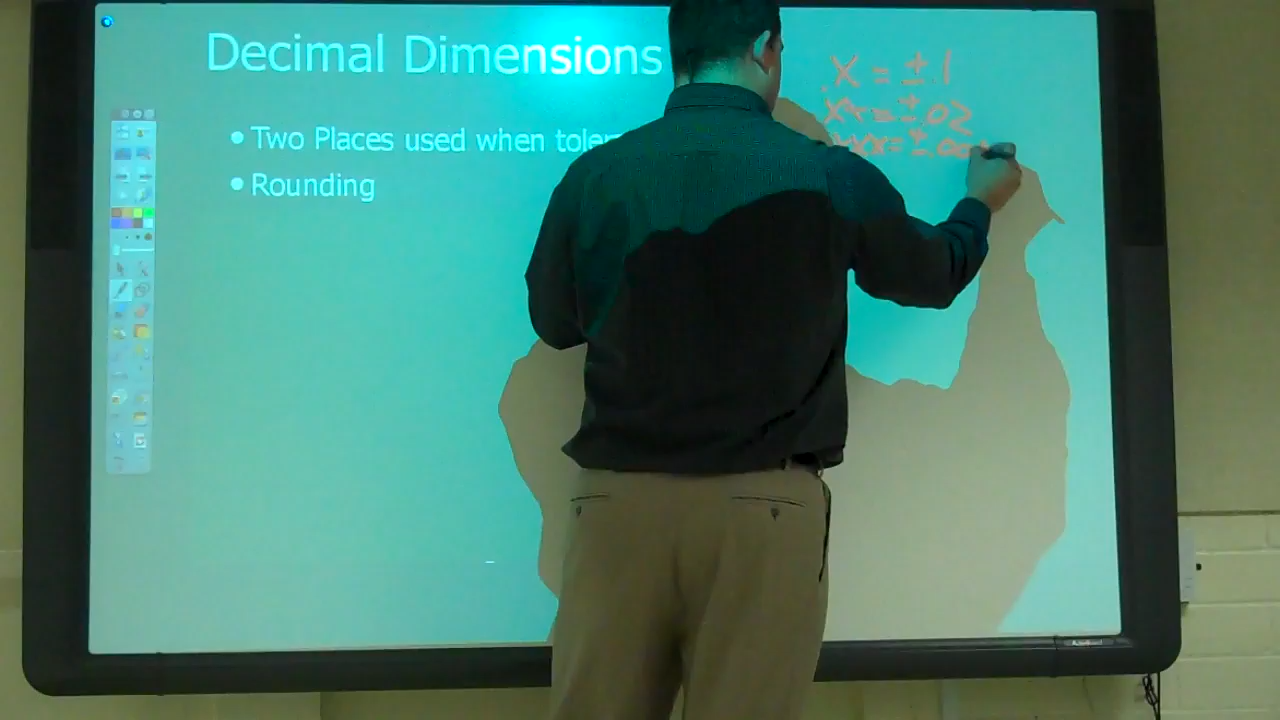 Decimal Dimensions
• Two Places used when toler
• Rounding
.X = ±.1
.XX = ±.02